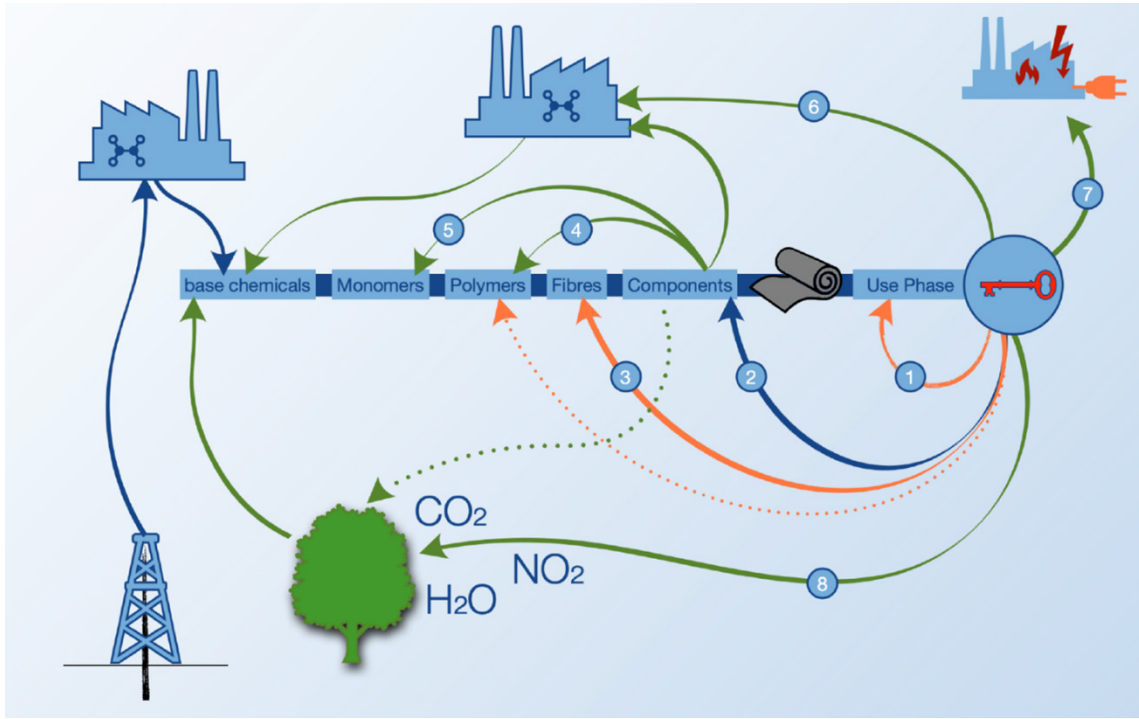 6
7
5
4
base chemicals Monomers Polymers Fibres Components Use Phase
3
2
1
CO₂
NO₂
H₂O
8